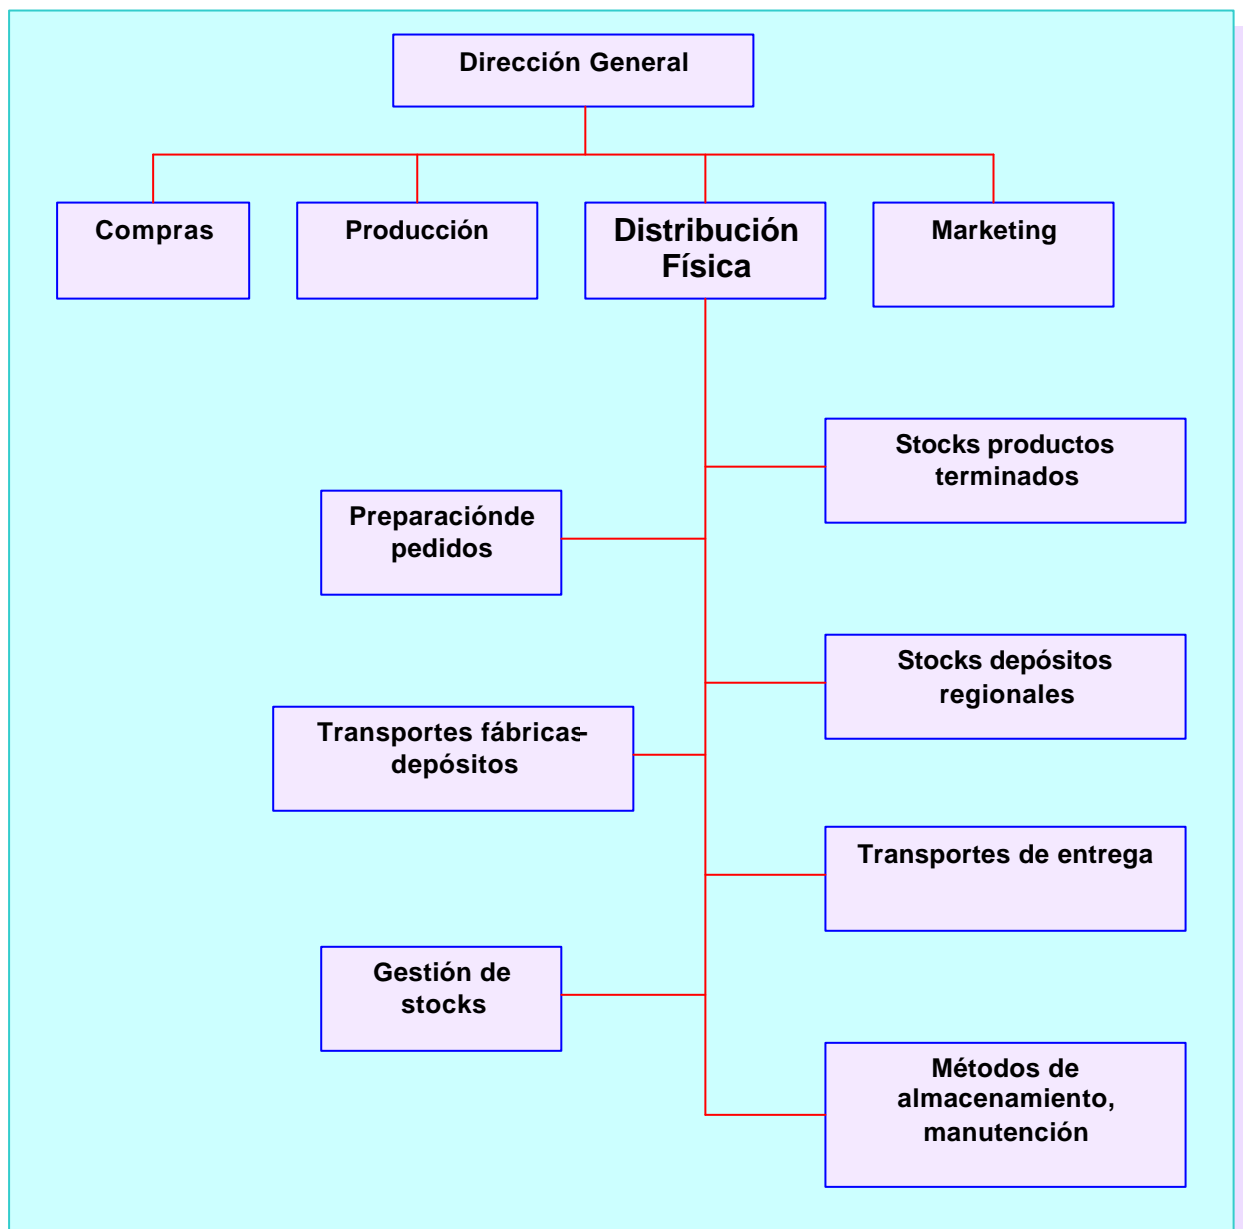 Dirección General
Compras
Producción
Distribución
Física
Marketing
Stocks productos
terminados
Preparaciónde
pedidos
Stocks depósitos
regionales
Transportes fábricas-
depósitos
Transportes de entrega
Gestión de
stocks
Métodos de
almacenamiento,
manutención